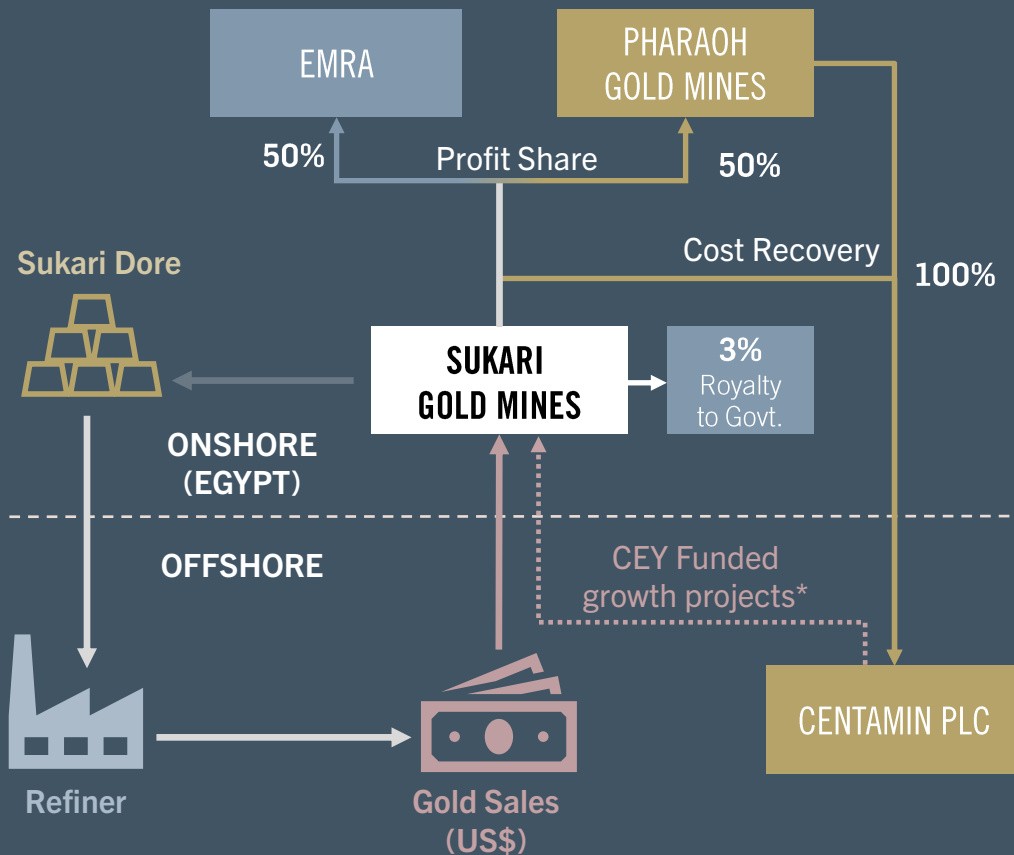 EMRA
PHARAOH
GOLD MINES
50%
Profit Share
50%
Cost Recovery
100%
Sukari Dore
SUKARI
GOLD MINES
3%
Royalty
to Govt.
ONSHORE
(EGYPT)
OFFSHORE
CEY Funded
growth projects*
CENTAMIN PLC
Refiner
Gold Sales
(US$)